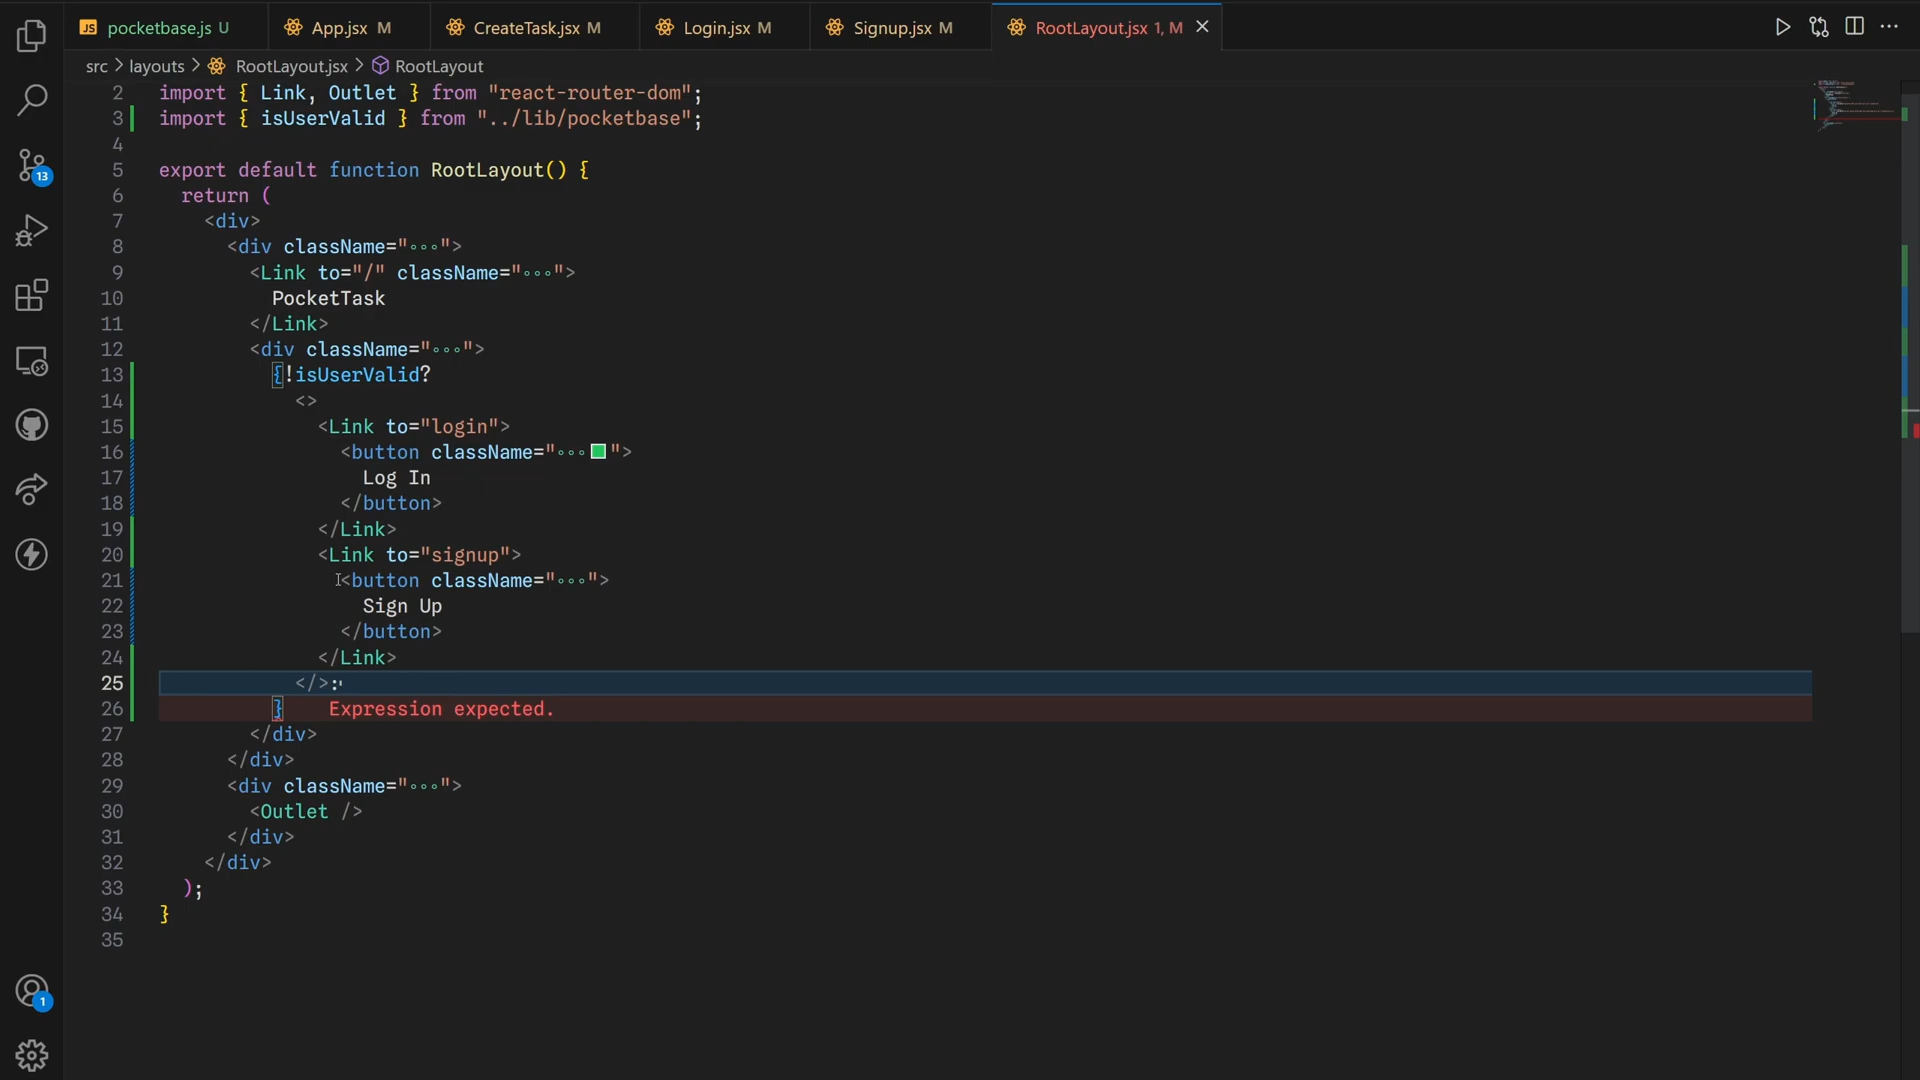 JS pocketbase.js U App.jsx M CreateTask.jsx M Login.jsx M Signup.jsx M RootLayout.jsx 1, M
src > layouts > RootLayout.jsx > RootLayout
2 import { Link, Outlet } from "react-router-dom";
3 import { isUserValid } from "../lib/pocketbase";
4
5 export default function RootLayout() {
6 return (
7 <div>
8 <div className="•••">
9 <Link to="/" className="•••">
10 PocketTask
11 </Link>
12 <div className="•••">
13 {!isUserValid?
14 <>
15 <Link to="login">
16 <button className="•••">
17 Log In
18 </button>
19 </Link>
20 <Link to="signup">
21 <button className="•••">
22 Sign Up
23 </button>
24 </Link>
25 </>:
26 } Expression expected.
27 </div>
28 </div>
29 <div className="•••">
30 <Outlet />
31 </div>
32 </div>
33 );
34 }
35
13
1